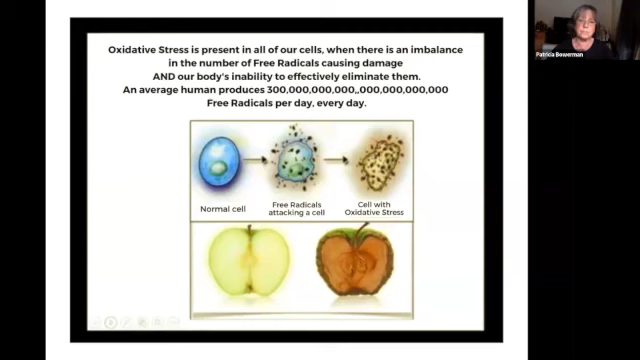 Oxidative Stress is present in all of our cells, when there is an imbalance
in the number of Free Radicals causing damage
AND our body's inability to effectively eliminate them.
An average human produces 300,000,000,000,,000,000,000,000
Free Radicals per day, every day.
Normal cell
Free Radicals
attacking a cell
Cell with
Oxidative Stress
Patricia Bowerman